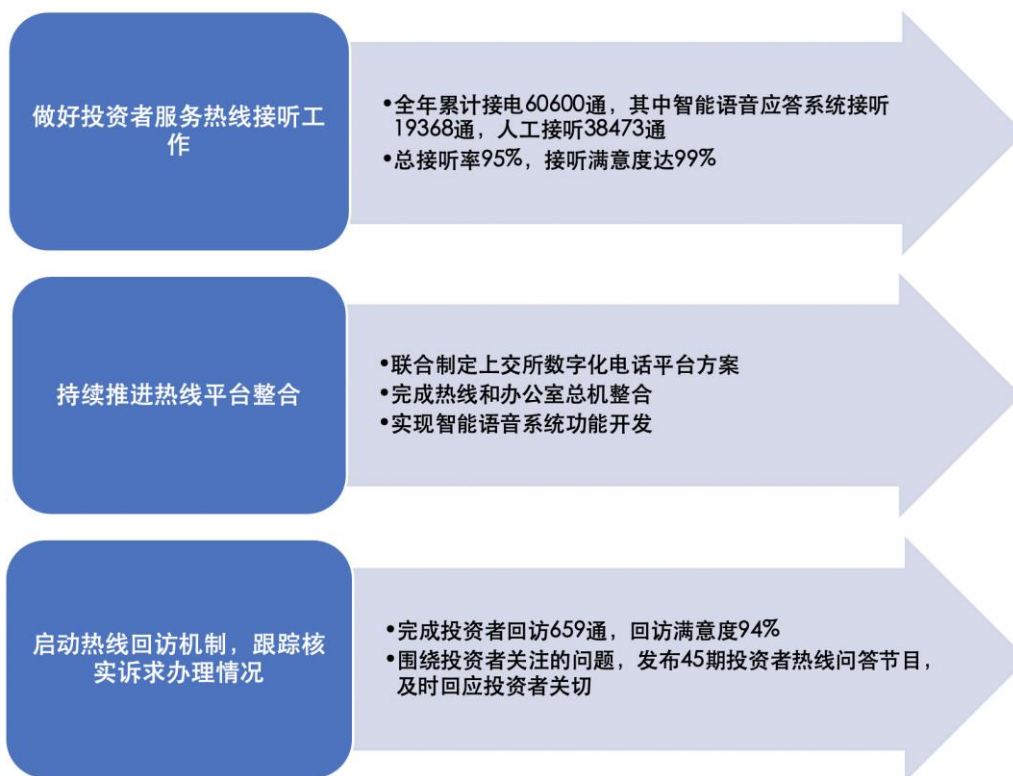 做好投资者服务热线接听工
作
•全年累计接电60600通，其中智能语音应答系统接听
19368通，人工接听38473通
•总接听率95%，接听满意度达99%
持续推进热线平台整合
•联合制定上交所数字化电话平台方案
•完成热线和办公室总机整合
•实现智能语音系统功能开发
启动热线回访机制，跟踪核
实诉求办理情况
•完成投资者回访659通，回访满意度94%
•围绕投资者关注的问题，发布45期投资者热线问答节目，
及时回应投资者关切